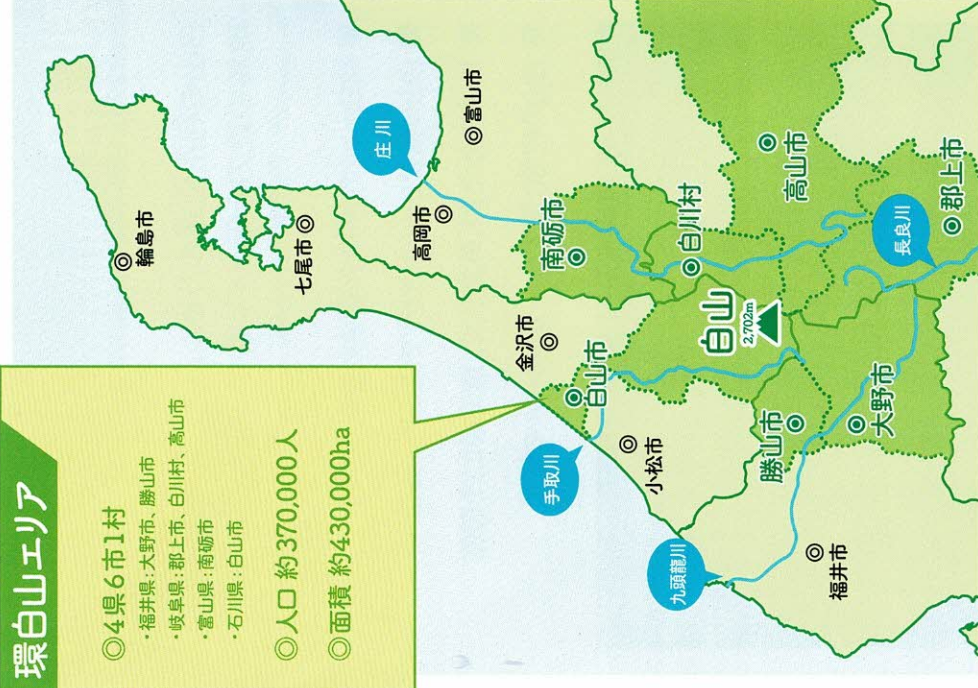 環白山エリア
◎4県6市1村
・福井県：大野市、勝山市
・岐阜県：郡上市、白川村、高山市
・富山県：南砺市
・石川県：白山市
◎人口 約370,000人
◎面積 約430,000ha
輪島市
七尾市
庄川
富山市
高岡市
金沢市
南砺市
白川村
高山市
手取川
白山市
小松市
白山
2,702m
長良川
郡上市
九頭龍川
勝山市
大野市
福井市